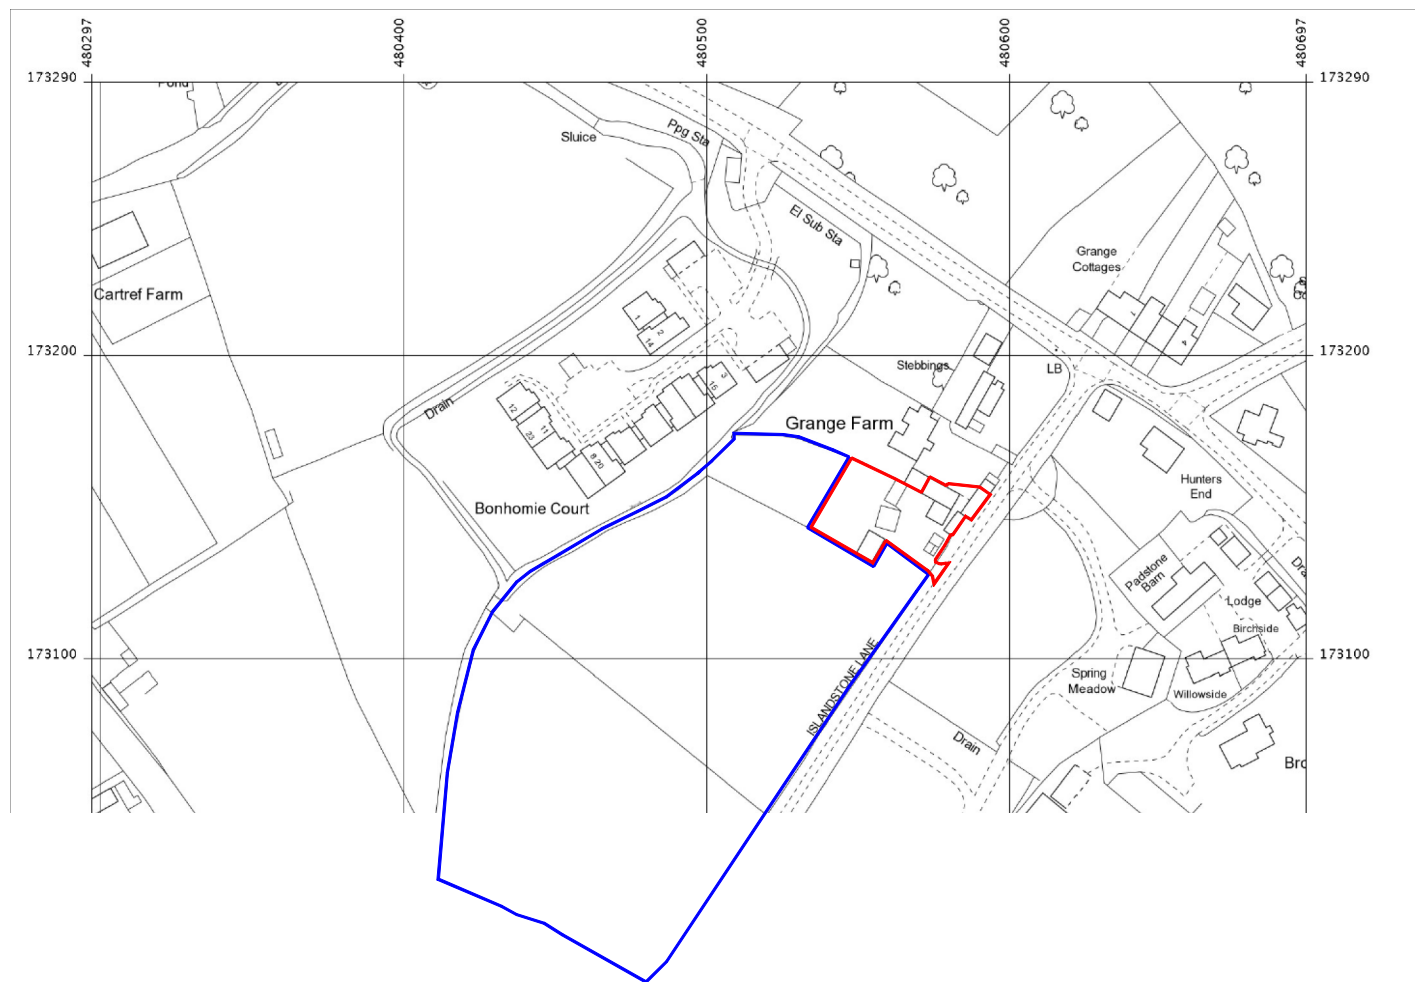 480297
480400
480500
480600
480697
173290
173290
Pond
Sluice
Ppg Sta
El Sub Sta
Grange
Cottages
Cartref Farm
1
2
14
1
4
173200
173200
Stebbings
LB
3
15
Drain
12
11
23
8
20
Grange Farm
Hunters
End
Bonhomie Court
Padstone
Barn
Lodge
Birchside
173100
173100
ISLANDSTONE LANE
Spring
Meadow
Willowside
Drain